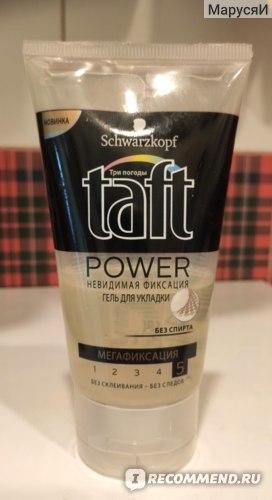 МарусяИ
НОВИНКА
Schwarzkopf
Три погоды
taft
POWER
НЕВИДИМАЯ ФИКСАЦИЯ
ГЕЛЬ ДЛЯ УКЛАДКИ
БЕЗ СПИРТА
МЕГАФИКСАЦИЯ
1 2 3 4 5
БЕЗ СКЛЕИВАНИЯ - БЕЗ СЛЕДОВ
IRECOMMEND.RU